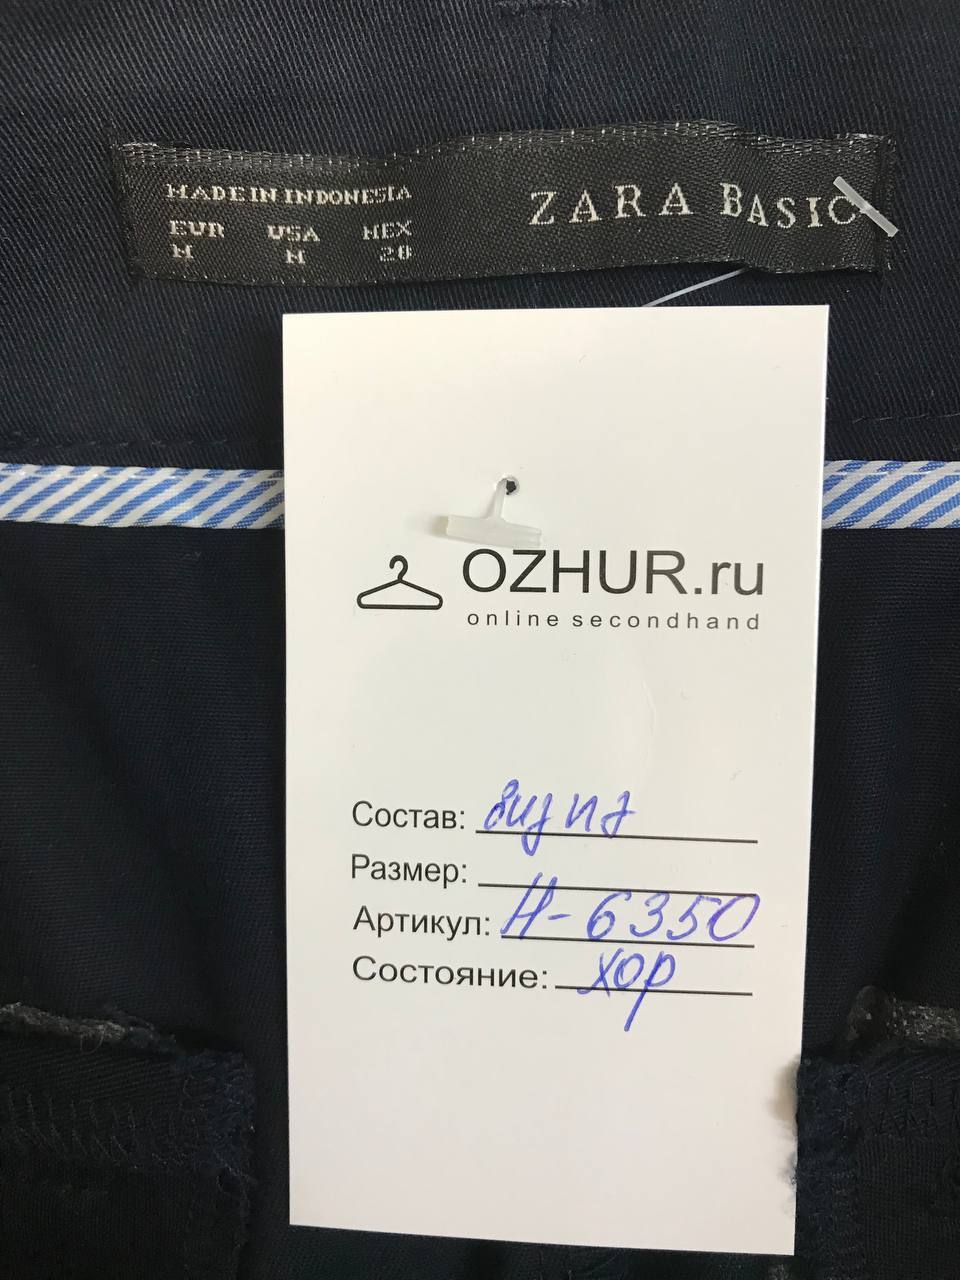 MADE IN INDONESIA
EUR USA MEX
M M 28
ZARA BASIC
OZHUR.ru
online secondhand
Состав:
Размер:
Артикул: Н-6350
Состояние: хор